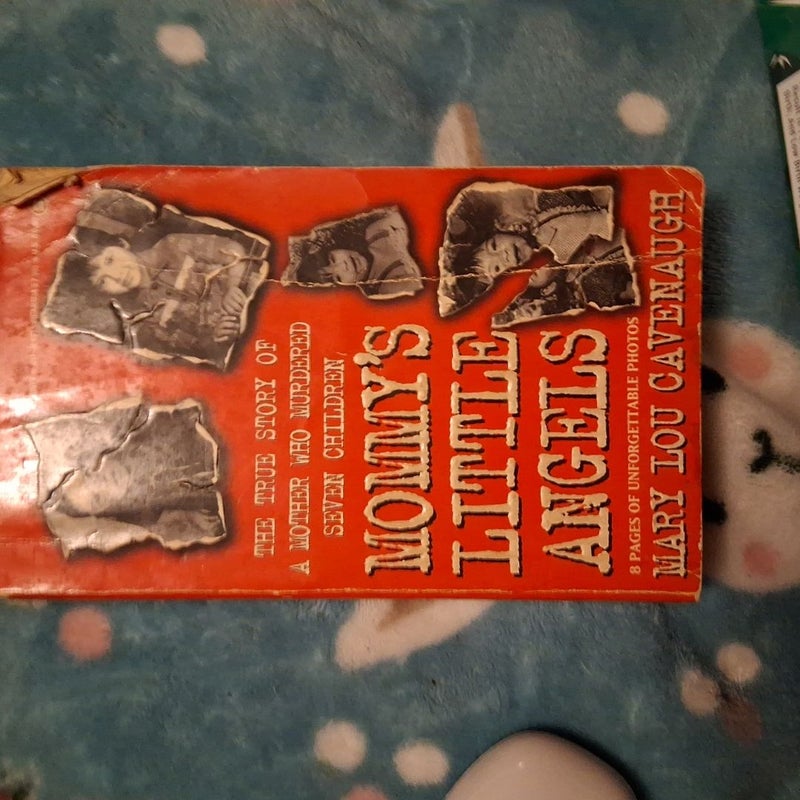 THE TRUE STORY OF
A MOTHER WHO MURDERED
SEVEN CHILDREN
MOMMY'S
LITTLE
ANGELS
8 PAGES OF UNFORGETTABLE PHOTOS
MARY LOU CAVENAUGH